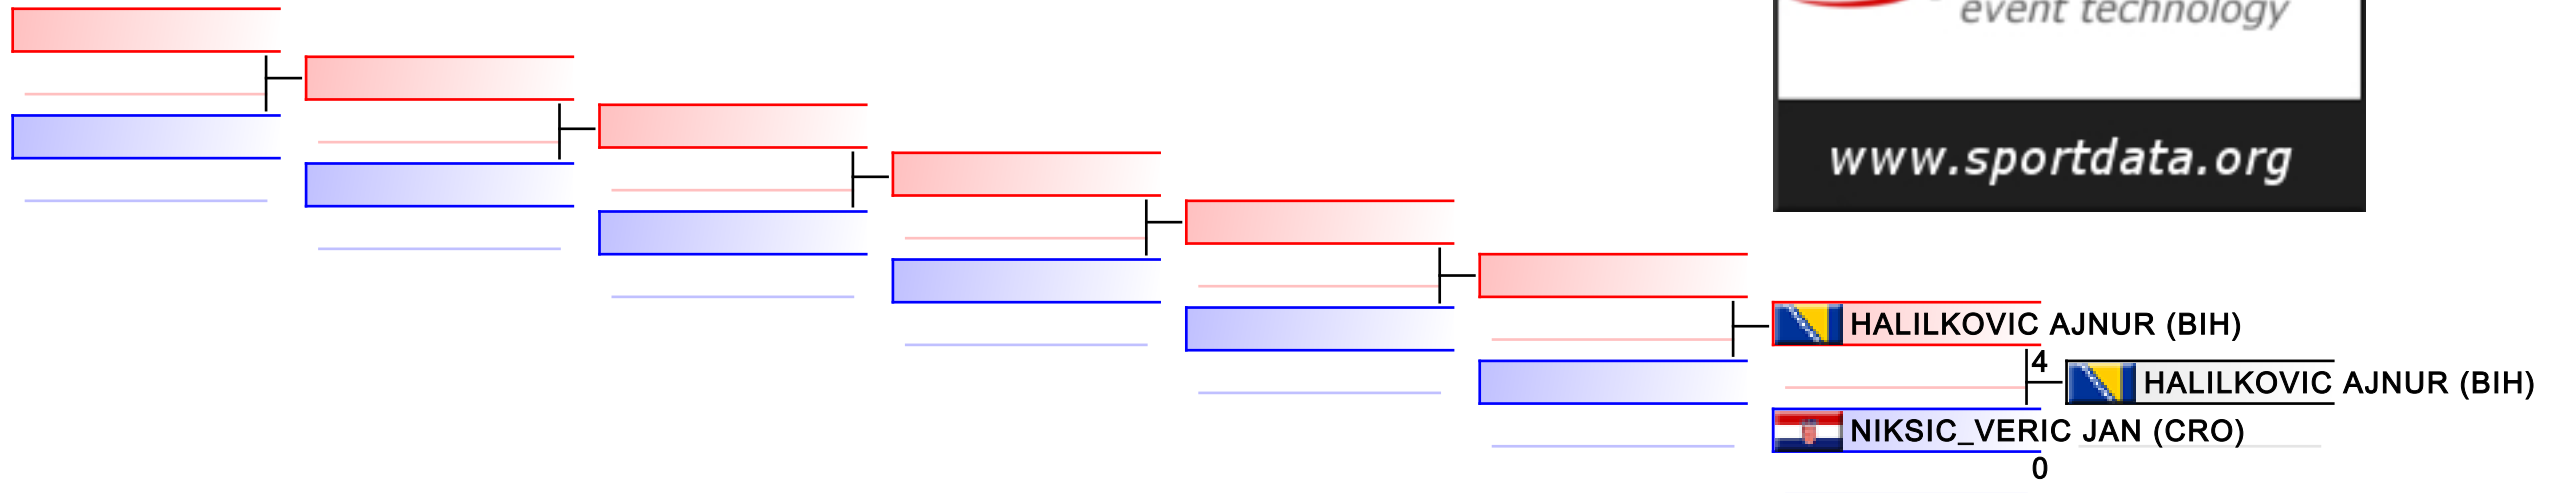 event technology
www.sportdata.org
HALILKOVIC AJNUR (BIH)
4
HALILKOVIC AJNUR (BIH)
NIKSIC_VERIC JAN (CRO)
0